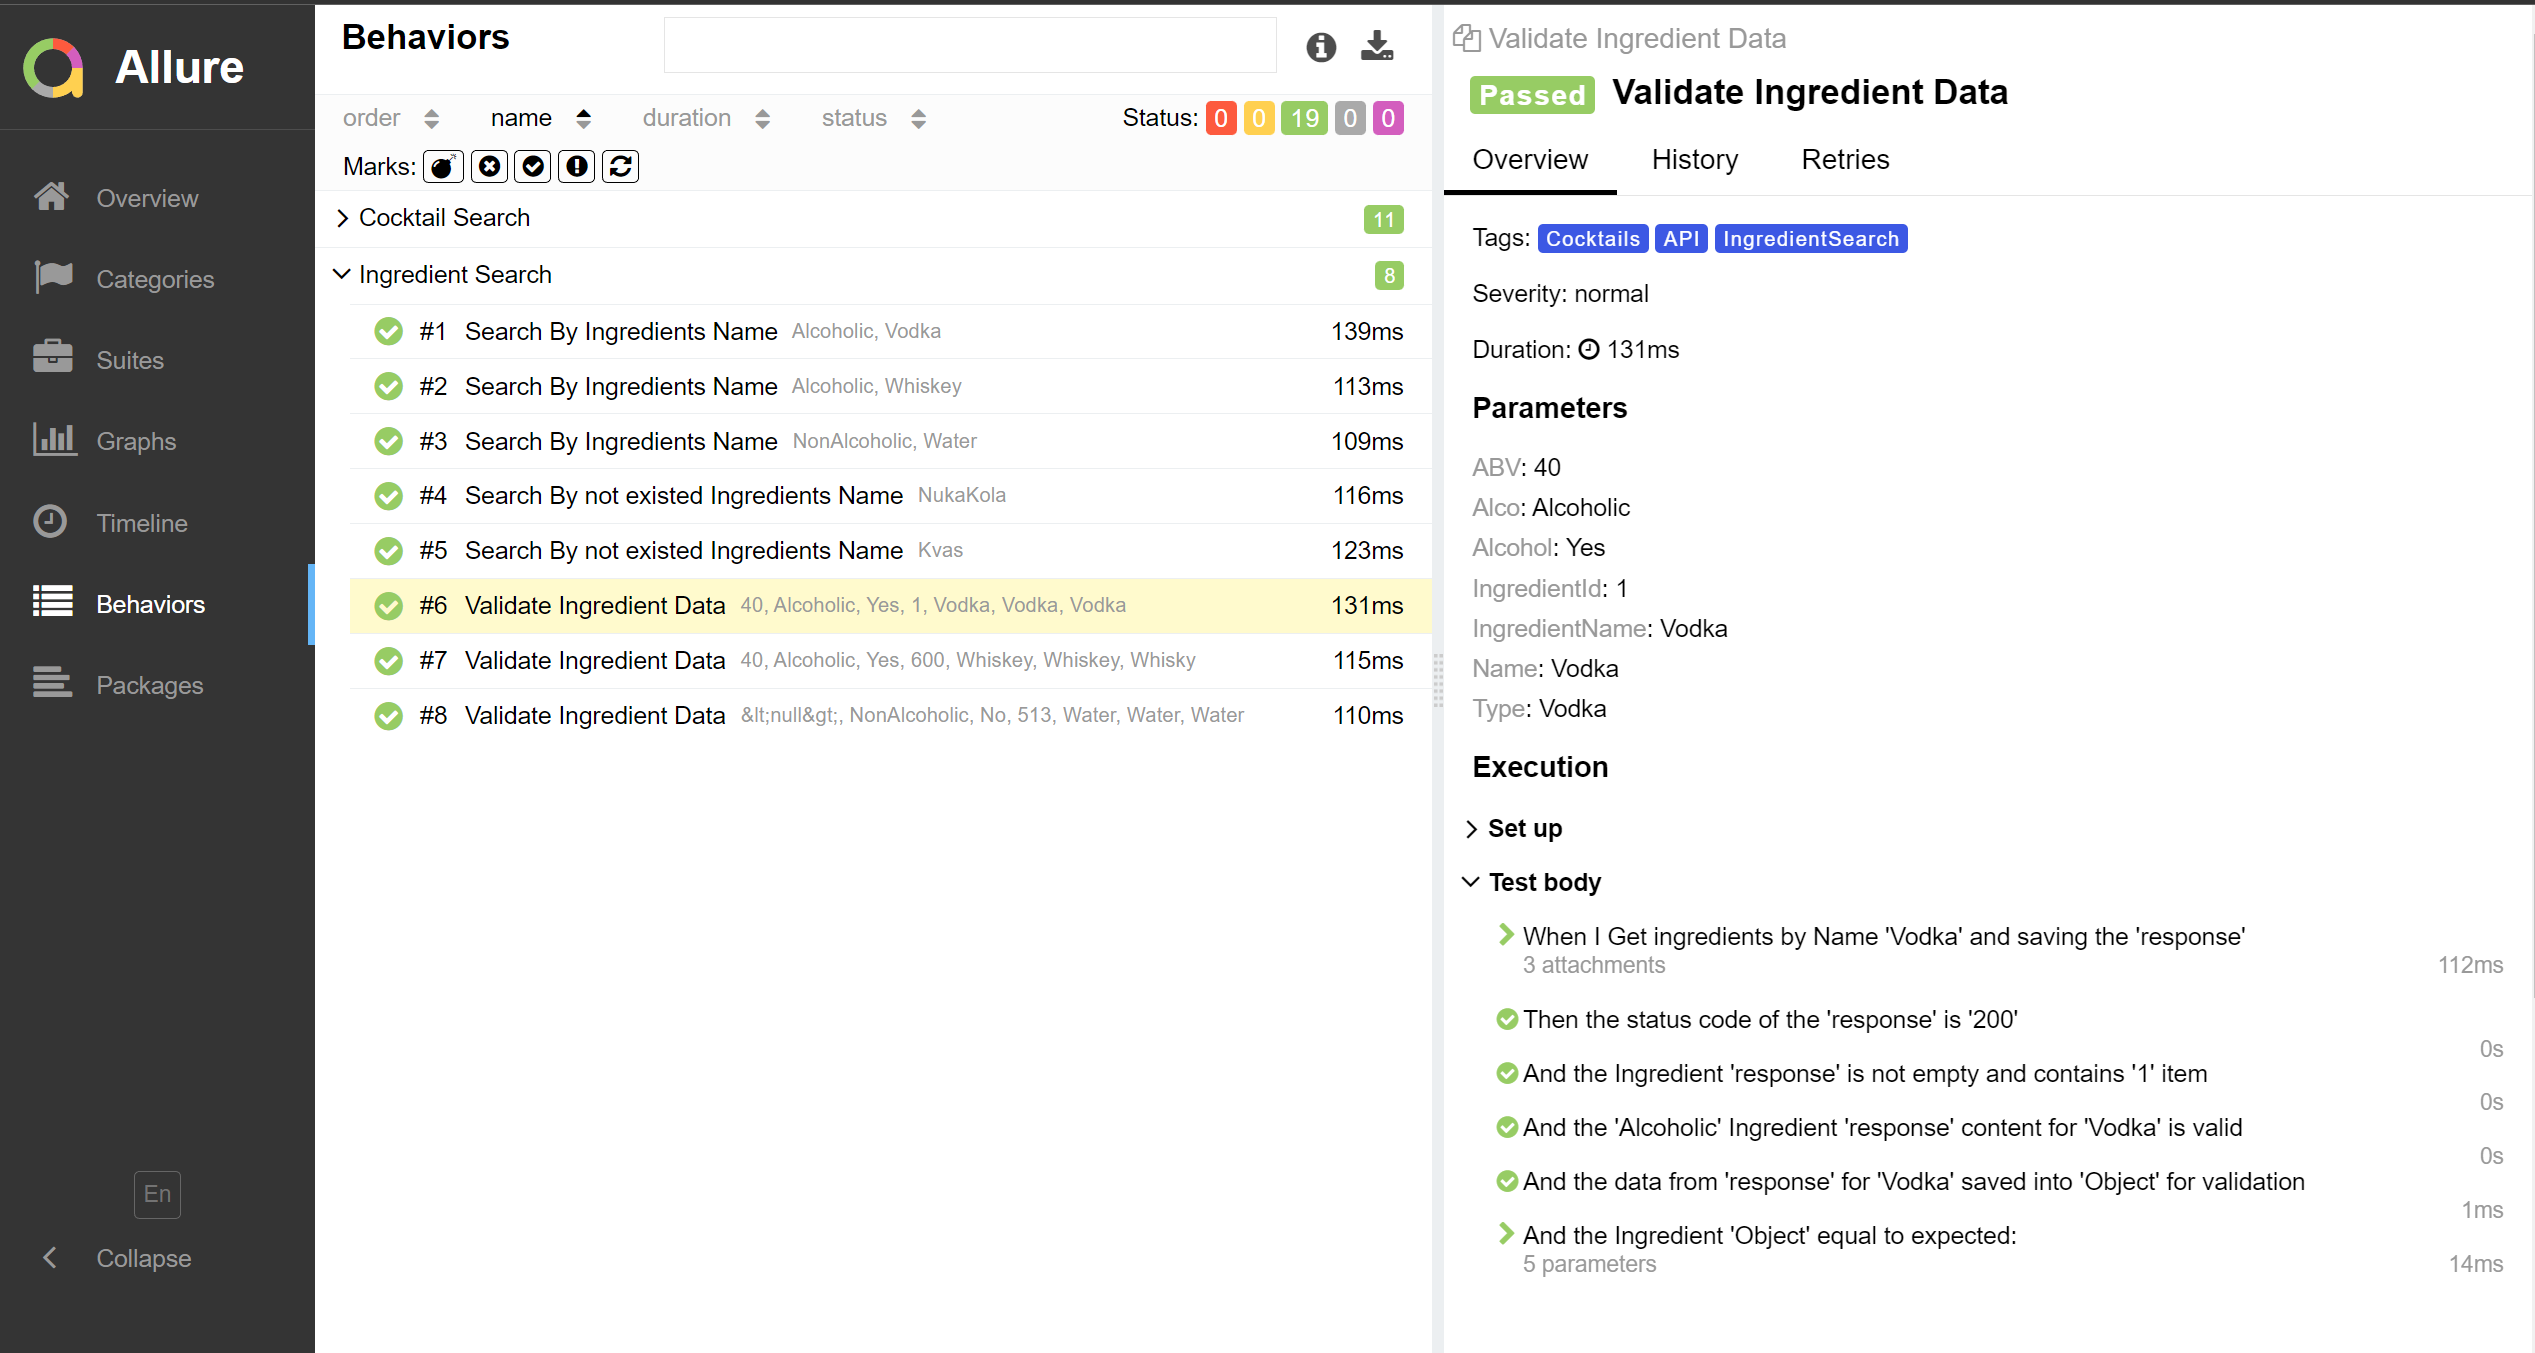 Allure
Overview
Categories
Suites
Graphs
Timeline
Behaviors
Packages
En
Collapse
Behaviors
order name duration status Status: 0 0 19 0 0
Marks:
Cocktail Search 11
Ingredient Search 8
#1 Search By Ingredients Name Alcoholic, Vodka 139ms
#2 Search By Ingredients Name Alcoholic, Whiskey 113ms
#3 Search By Ingredients Name NonAlcoholic, Water 109ms
#4 Search By not existed Ingredients Name NukaKola 116ms
#5 Search By not existed Ingredients Name Kvas 123ms
#6 Validate Ingredient Data 40, Alcoholic, Yes, 1, Vodka, Vodka, Vodka 131ms
#7 Validate Ingredient Data 40, Alcoholic, Yes, 600, Whiskey, Whiskey, Whisky 115ms
#8 Validate Ingredient Data &lt;null&gt;, NonAlcoholic, No, 513, Water, Water, Water 110ms
Validate Ingredient Data
Passed Validate Ingredient Data
Overview History Retries
Tags: Cocktails API IngredientSearch
Severity: normal
Duration: 131ms
Parameters
ABV: 40
Alco: Alcoholic
Alcohol: Yes
IngredientId: 1
IngredientName: Vodka
Name: Vodka
Type: Vodka
Execution
Set up
Test body
When I Get ingredients by Name 'Vodka' and saving the 'response'
3 attachments 112ms
Then the status code of the 'response' is '200'
0s
And the Ingredient 'response' is not empty and contains '1' item
0s
And the 'Alcoholic' Ingredient 'response' content for 'Vodka' is valid
0s
And the data from 'response' for 'Vodka' saved into 'Object' for validation
1ms
And the Ingredient 'Object' equal to expected:
5 parameters 14ms